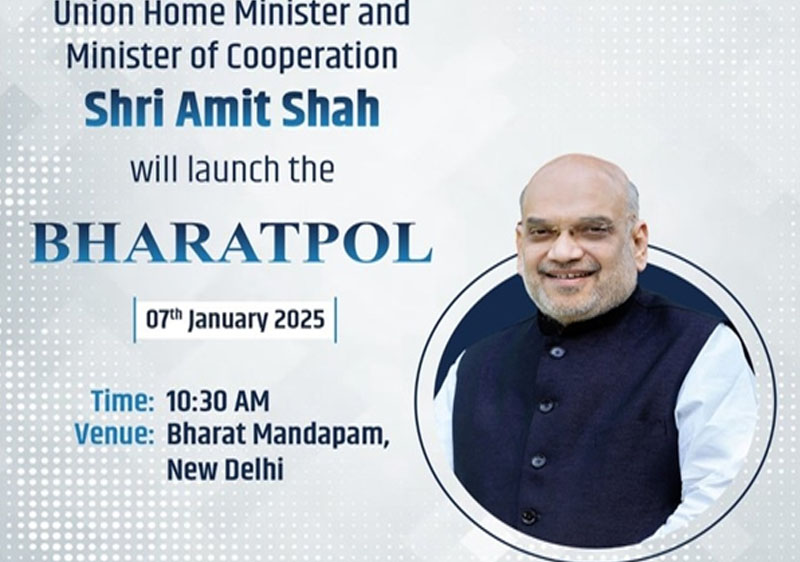 Union Home Minister and
Minister of Cooperation
Shri Amit Shah
will launch the
BHARATPOL
07th January 2025
Time: 10:30 AM
Venue: Bharat Mandapam,
New Delhi